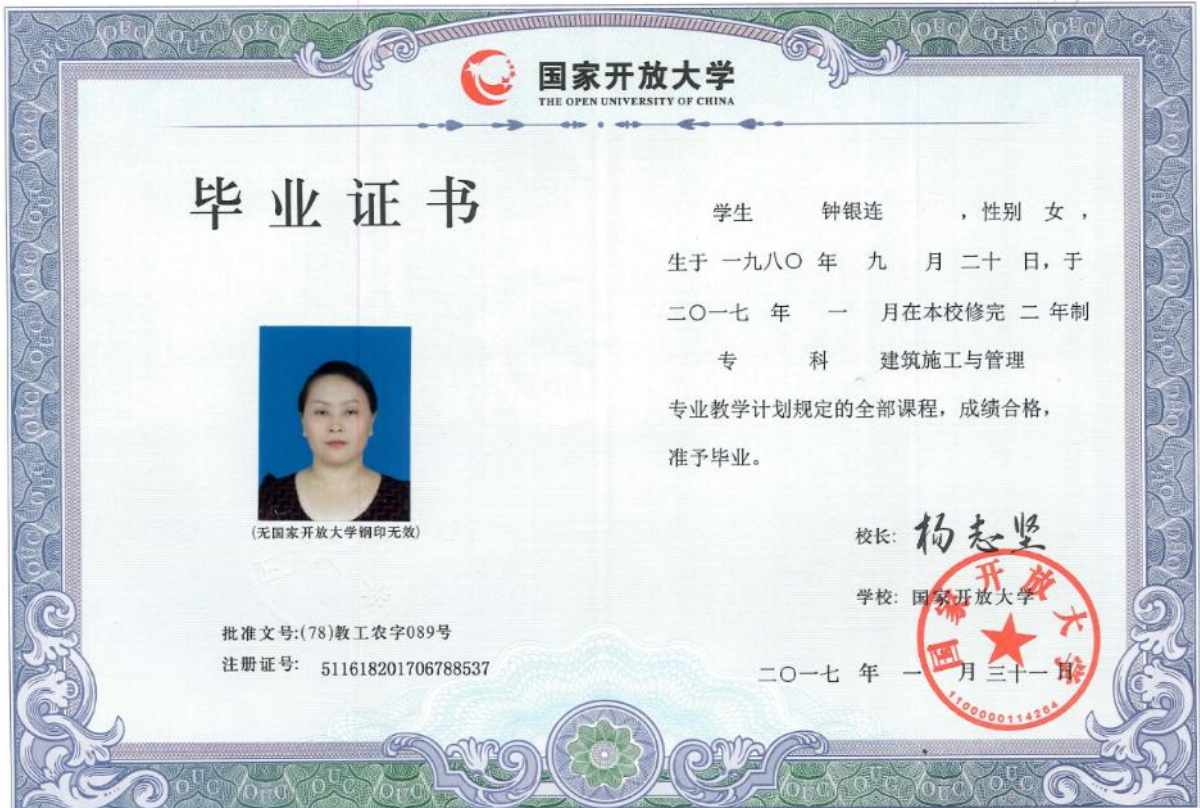 国家开放大学
THE OPEN UNIVERSITY OF CHINA
毕业证书
(无国家开放大学钢印无效)
批准文号:(78)教工农字089号
注册证号: 511618201706788537
学生 钟银连 ,性别 女 ,
生于 一九八〇 年 九 月 二十 日,于
二〇一七 年 一 月在本校修完 二 年制
专 科 建筑施工与管理
专业教学计划规定的全部课程,成绩合格,
准予毕业。
校长: 杨志坚
学校: 国家开放大学
二〇一七 年 一 月 三十一 日
国家开放大学
1100000114264